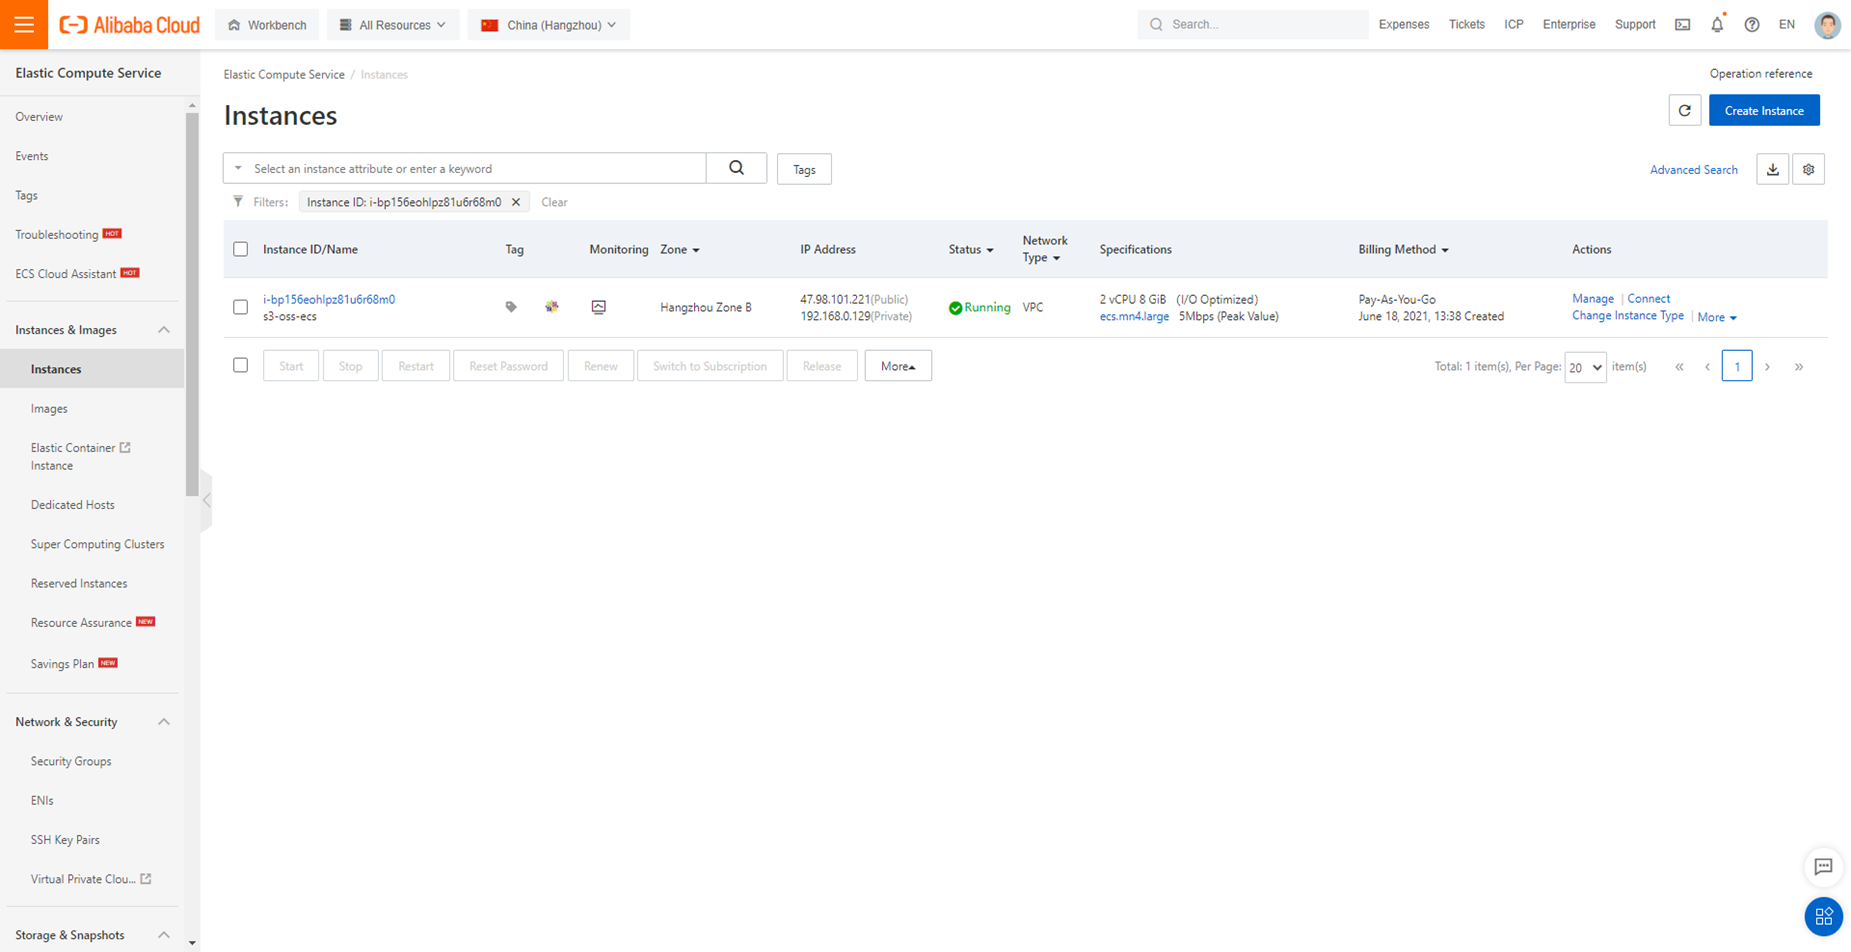 Alibaba Cloud
Workbench
All Resources
China (Hangzhou)
Search...
Expenses
Tickets
ICP
Enterprise
Support
EN
Elastic Compute Service
Overview
Events
Tags
Troubleshooting HOT
ECS Cloud Assistant HOT
Instances & Images
Instances
Images
Elastic Container
Instance
Dedicated Hosts
Super Computing Clusters
Reserved Instances
Resource Assurance NEW
Savings Plan NEW
Network & Security
Security Groups
ENIs
SSH Key Pairs
Virtual Private Clou...
Storage & Snapshots
Elastic Compute Service / Instances
Operation reference
Instances
Create Instance
Select an instance attribute or enter a keyword
Tags
Advanced Search
Filters: Instance ID: i-bp156eohlpz81u6r68m0 Clear
Instance ID/Name Tag Monitoring Zone IP Address Status Network Type Specifications Billing Method Actions
i-bp156eohlpz81u6r68m0
s3-oss-ecs
Hangzhou Zone B
47.98.101.221(Public)
192.168.0.129(Private)
Running
VPC
2 vCPU 8 GiB (I/O Optimized)
ecs.mn4.large 5Mbps (Peak Value)
Pay-As-You-Go
June 18, 2021, 13:38 Created
Manage | Connect
Change Instance Type | More
Start Stop Restart Reset Password Renew Switch to Subscription Release More
Total: 1 item(s), Per Page: 20 item(s) « ‹ 1 › »